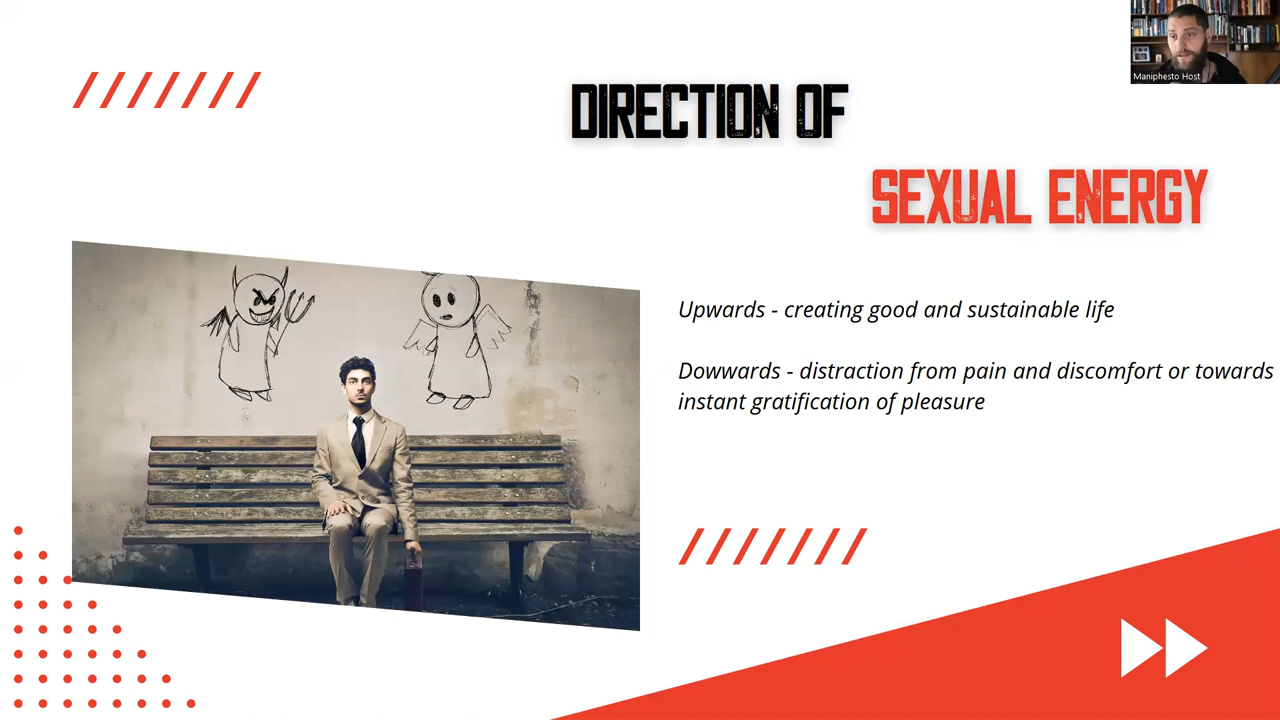 Maniphesto Host
DIRECTION OF
SEXUAL ENERGY
Upwards - creating good and sustainable life
Dowwards - distraction from pain and discomfort or towards
instant gratification of pleasure